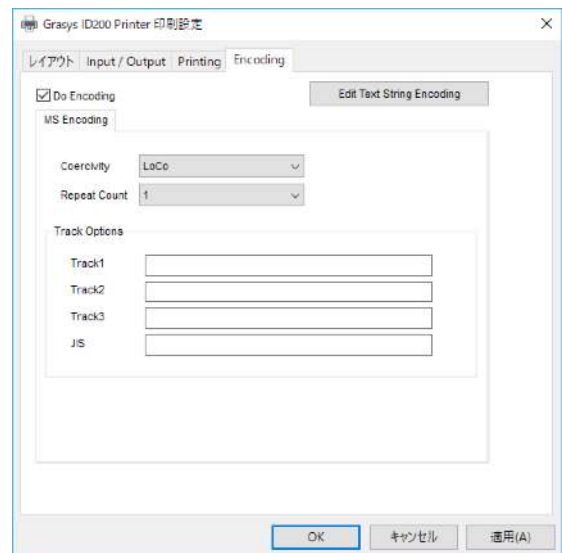 Grasys ID200 Printer 印刷設定
レイアウト Input / Output Printing Encoding
Do Encoding Edit Text String Encoding
MS Encoding
Coercivity LoCo
Repeat Count 1
Track Options
Track1
Track2
Track3
JIS
OK キャンセル 適用(A)